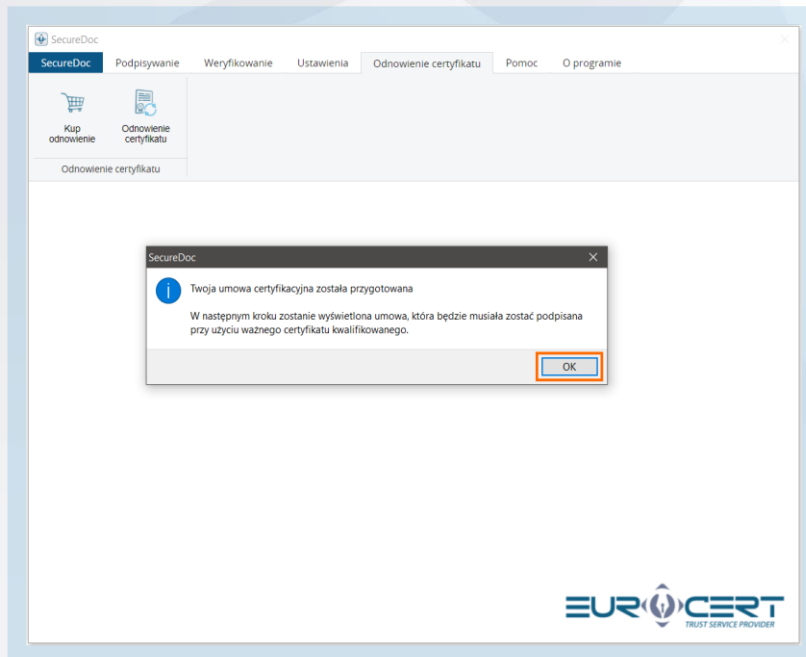 SecureDoc
SecureDoc Podpisywanie Weryfikowanie Ustawienia Odnowienie certyfikatu Pomoc O programie
Kup odnowienie
Odnowienie certyfikatu
Odnowienie certyfikatu
SecureDoc
Twoja umowa certyfikacyjna została przygotowana
W następnym kroku zostanie wyświetlona umowa, która będzie musiała zostać podpisana
przy użyciu ważnego certyfikatu kwalifikowanego.
OK
EUROCERT
TRUST SERVICE PROVIDER